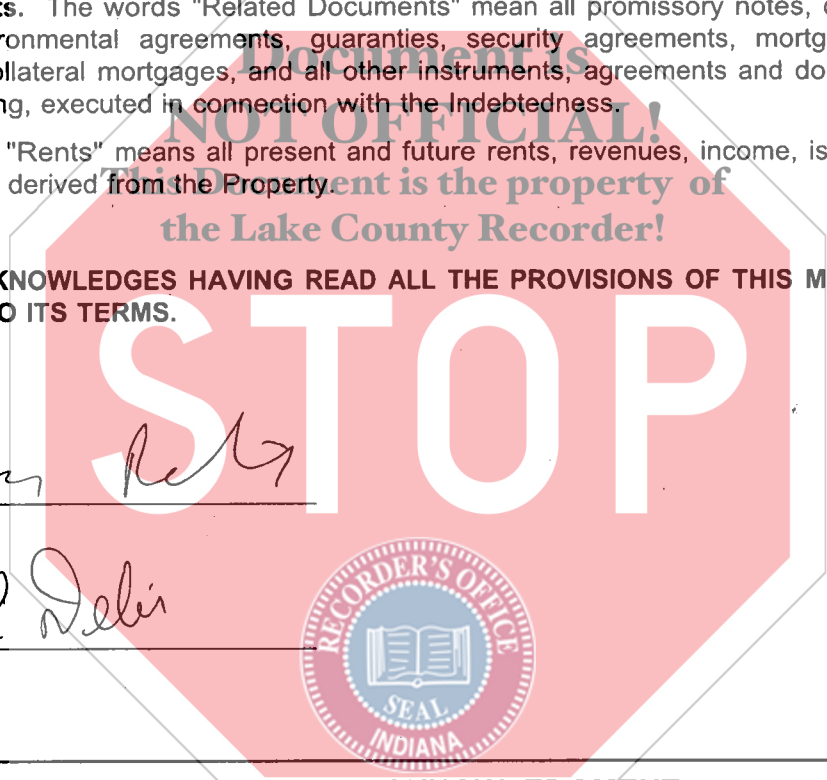 ts. The words "Related Documents" mean all promissory notes,
ronmental agreements, guaranties, security agreements, mortg
ollateral mortgages, and all other instruments, agreements and do
ng, executed in connection with the Indebtedness.
Document is
NOT OFFICIAL!
"Rents" means all present and future rents, revenues, income, is
derived from the Property.
This Document is the property of
the Lake County Recorder!
KNOWLEDGES HAVING READ ALL THE PROVISIONS OF THIS M
O ITS TERMS.
STOP
RECORDER'S OFFICE
SEAL
INDIANA